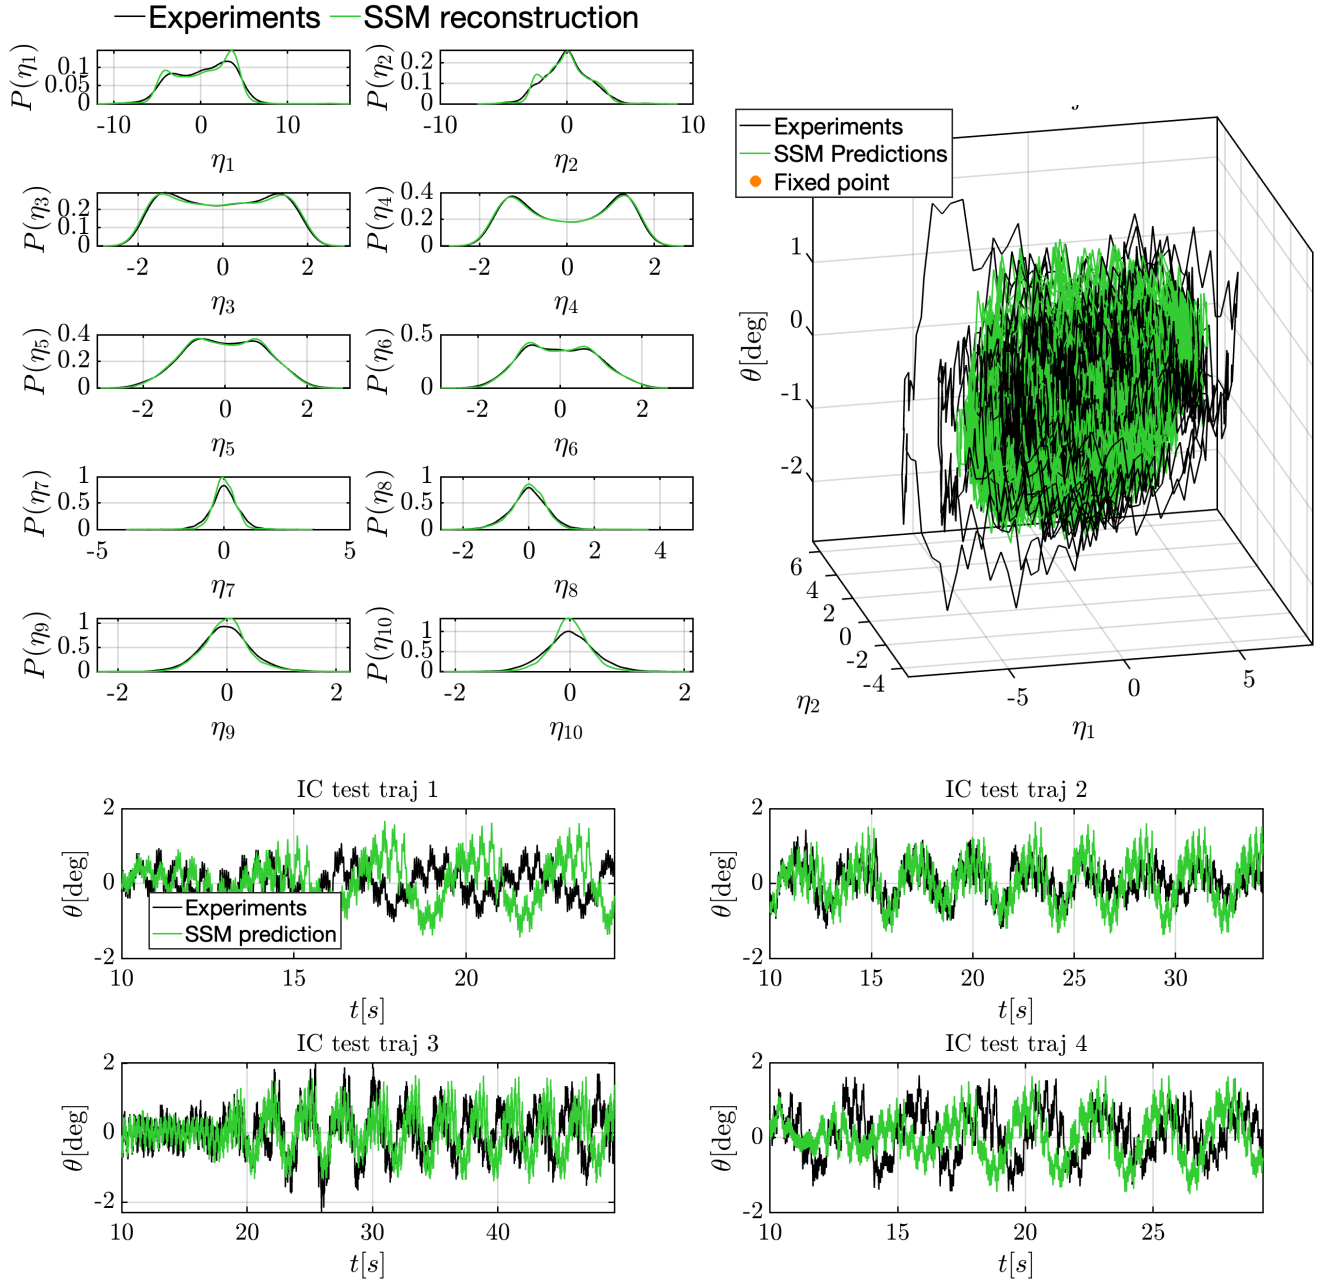 Experiments SSM reconstruction
P(η₁)
0.1
0.05
0
-10 0 10
η₁
P(η₂)
0.2
0.1
0
-10 0 10
η₂
P(η₃)
0.2
0.1
0
-2 0 2
η₃
P(η₄)
0.4
0.2
0
-2 0 2
η₄
P(η₅)
0.4
0.2
0
-2 0 2
η₅
P(η₆)
0.5
0
-2 0 2
η₆
P(η₇)
1
0.5
0
-5 0 5
η₇
P(η₈)
1
0.5
0
-2 0 2 4
η₈
P(η₉)
1
0.5
0
-2 0 2
η₉
P(η₁₀)
1
0.5
0
-2 0 2
η₁₀
Experiments
SSM Predictions
Fixed point
θ[deg]
1
0
-1
-2
6
4
2
0
-2
-4
η₂
-5 0 5
η₁
IC test traj 1
θ[deg]
2
0
-2
Experiments
SSM prediction
10 15 20
t[s]
IC test traj 2
θ[deg]
2
0
-2
10 15 20 25 30
t[s]
IC test traj 3
θ[deg]
2
0
-2
10 20 30 40
t[s]
IC test traj 4
θ[deg]
2
0
-2
10 15 20 25
t[s]